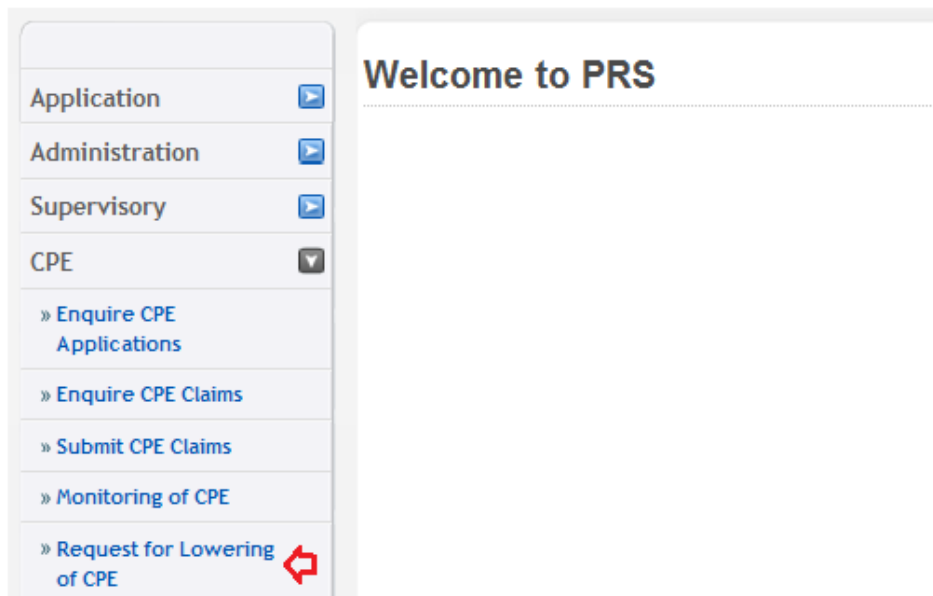 Welcome to PRS
Application
Administration
Supervisory
CPE
» Enquire CPE
Applications
» Enquire CPE Claims
» Submit CPE Claims
» Monitoring of CPE
» Request for Lowering
of CPE